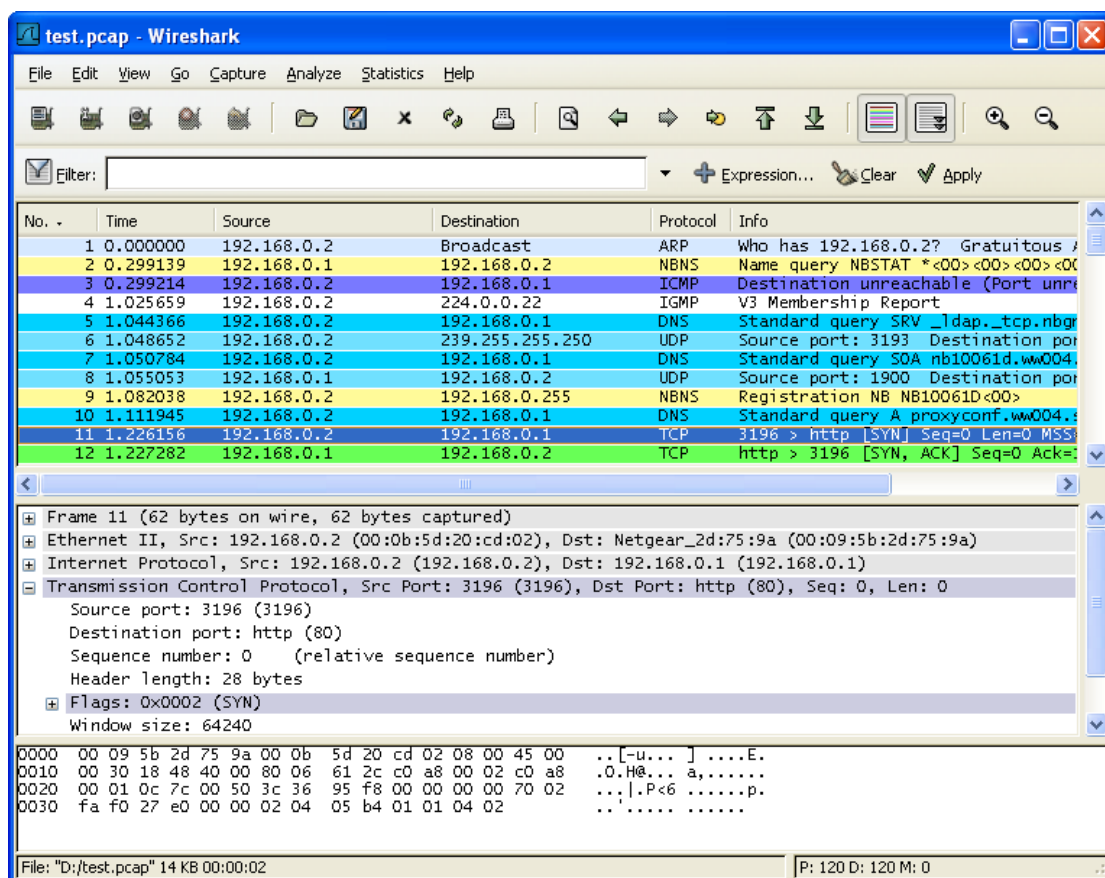 test.pcap - Wireshark
File Edit View Go Capture Analyze Statistics Help
Filter: Expression... Clear Apply
No. Time Source Destination Protocol Info
1 0.000000 192.168.0.2 Broadcast ARP Who has 192.168.0.2? Gratuitous
2 0.299139 192.168.0.1 192.168.0.2 NBNS Name query NBSTAT *<00><00><00><00
3 0.299214 192.168.0.2 192.168.0.1 ICMP Destination unreachable (Port unre
4 1.025659 192.168.0.2 224.0.0.22 IGMP V3 Membership Report
5 1.044366 192.168.0.2 192.168.0.1 DNS Standard query SRV _ldap._tcp.nbgm
6 1.048652 192.168.0.2 239.255.255.250 UDP Source port: 3193 Destination por
7 1.050784 192.168.0.2 192.168.0.1 DNS Standard query SOA nb10061d.ww004.
8 1.055053 192.168.0.1 192.168.0.2 UDP Source port: 1900 Destination por
9 1.082038 192.168.0.2 192.168.0.255 NBNS Registration NB NB10061D<00>
10 1.111945 192.168.0.2 192.168.0.1 DNS Standard query A proxyconf.ww004.s
11 1.226156 192.168.0.2 192.168.0.1 TCP 3196 > http [SYN] Seq=0 Len=0 MSS
12 1.227282 192.168.0.1 192.168.0.2 TCP http > 3196 [SYN, ACK] Seq=0 Ack=1
Frame 11 (62 bytes on wire, 62 bytes captured)
Ethernet II, Src: 192.168.0.2 (00:0b:5d:20:cd:02), Dst: Netgear_2d:75:9a (00:09:5b:2d:75:9a)
Internet Protocol, Src: 192.168.0.2 (192.168.0.2), Dst: 192.168.0.1 (192.168.0.1)
Transmission Control Protocol, Src Port: 3196 (3196), Dst Port: http (80), Seq: 0, Len: 0
Source port: 3196 (3196)
Destination port: http (80)
Sequence number: 0 (relative sequence number)
Header length: 28 bytes
Flags: 0x0002 (SYN)
Window size: 64240
0000 00 09 5b 2d 75 9a 00 0b 5d 20 cd 02 08 00 45 00 ..[-u... ] ....E.
0010 00 30 18 48 40 00 80 06 61 2c c0 a8 00 02 c0 a8 .0.H@... a,......
0020 00 01 0c 7c 00 50 3c 36 95 f8 00 00 00 00 70 02 ...|.P<6 ......p.
0030 fa f0 27 e0 00 00 02 04 05 b4 01 01 04 02 ..'..... ......
File: "D:/test.pcap" 14 KB 00:00:02 P: 120 D: 120 M: 0